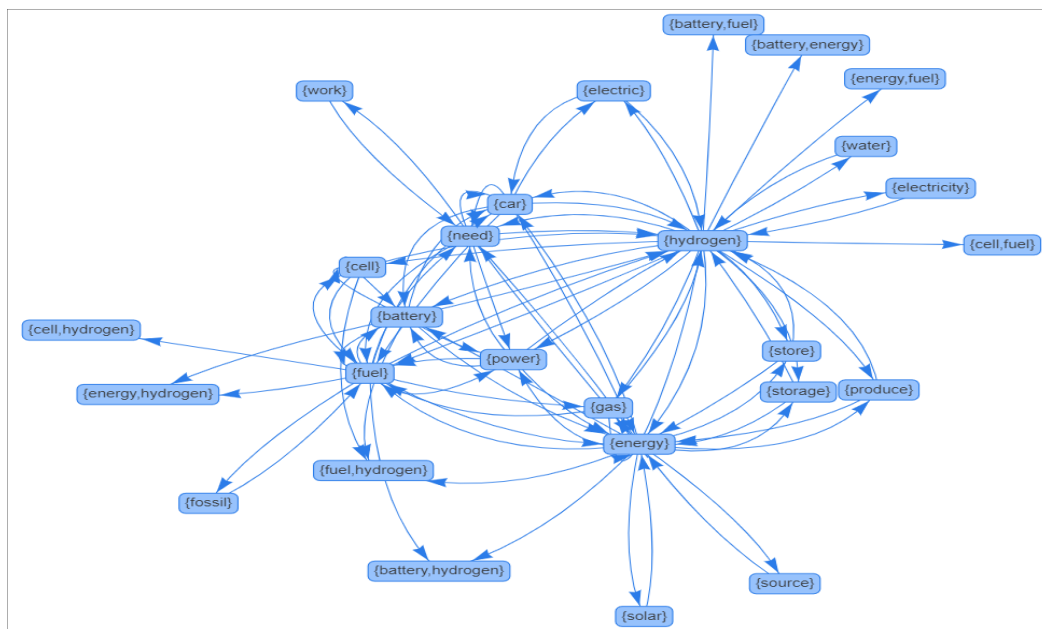 {battery,fuel}
{battery,energy}
{energy,fuel}
{work}
{electric}
{water}
{electricity}
{car}
{need}
{hydrogen}
{cell,fuel}
{cell}
{battery}
{cell,hydrogen}
{store}
{power}
{fuel}
{energy,hydrogen}
{storage}
{produce}
{gas}
{energy}
{fuel,hydrogen}
{fossil}
{battery,hydrogen}
{source}
{solar}